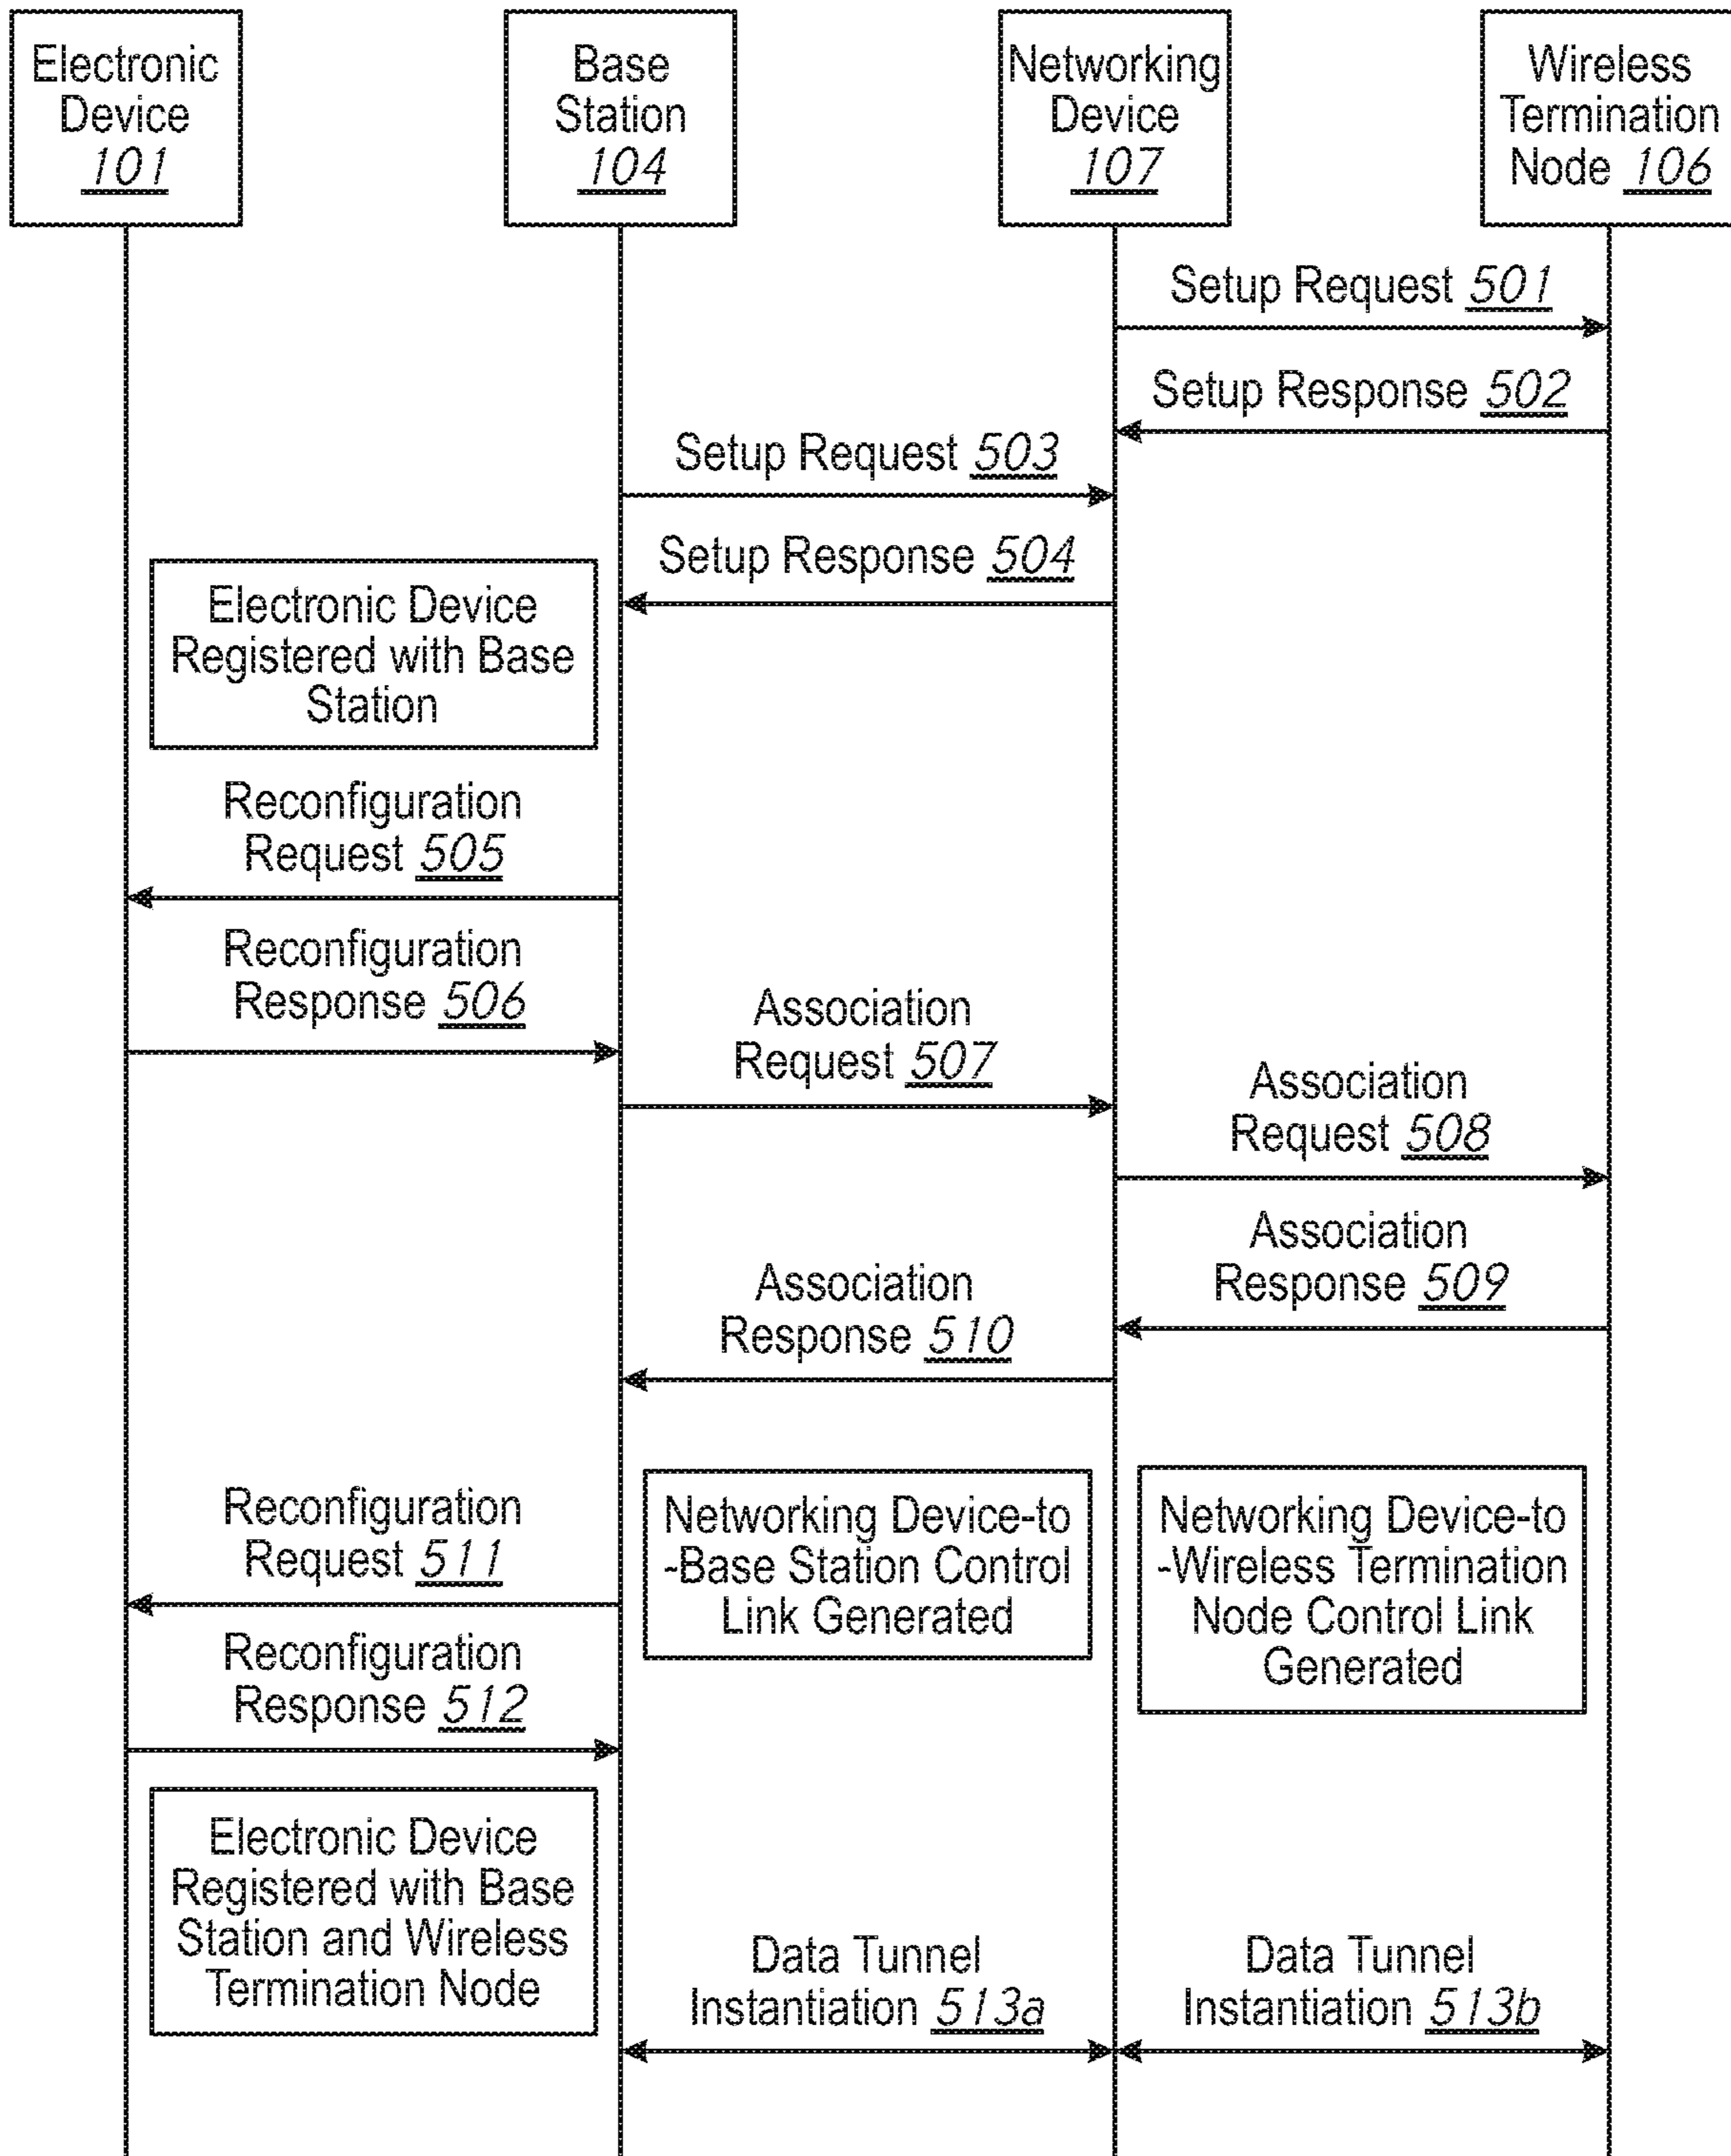 Electronic
Device
101
Base
Station
104
Networking
Device
107
Wireless
Termination
Node 106
Setup Request 501
Setup Response 502
Setup Request 503
Setup Response 504
Electronic Device
Registered with Base
Station
Reconfiguration
Request 505
Reconfiguration
Response 506
Association
Request 507
Association
Request 508
Association
Response 509
Association
Response 510
Networking Device-to
-Base Station Control
Link Generated
Networking Device-to
-Wireless Termination
Node Control Link
Generated
Reconfiguration
Request 511
Reconfiguration
Response 512
Electronic Device
Registered with Base
Station and Wireless
Termination Node
Data Tunnel
Instantiation 513a
Data Tunnel
Instantiation 513b